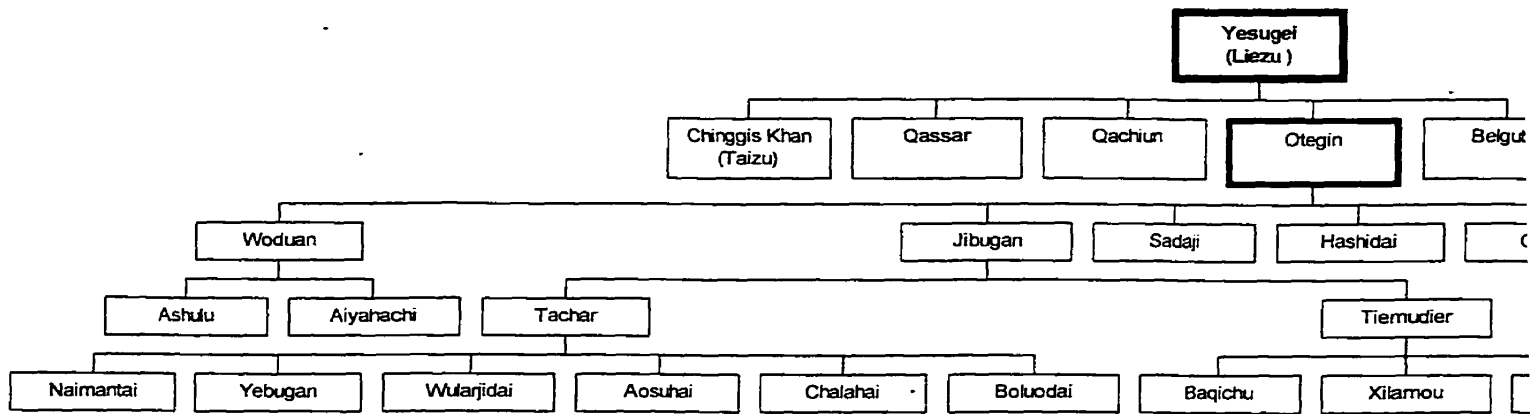 Yesugei
(Liezu )
Chinggis Khan
(Taizu)
Qassar
Qachiun
Otegin
Belgut
Woduan
Jibugan
Sadaji
Hashidai
Ashulu
Aiyahachi
Tachar
Tiemudier
Naimantai
Yebugan
Wularjidai
Aosuhai
Chalahai
Boluodai
Baqichu
Xilamou